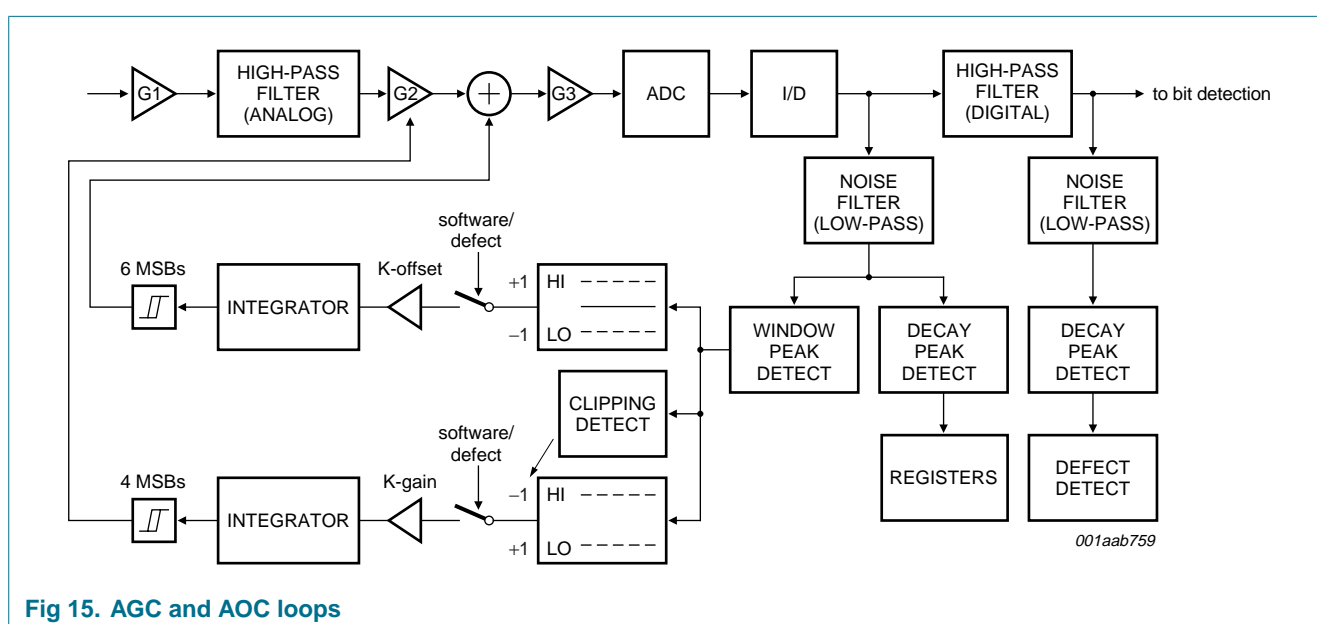 G1
HIGH-PASS
FILTER
(ANALOG)
G2
+
G3
ADC
I/D
HIGH-PASS
FILTER
(DIGITAL)
to bit detection
NOISE
FILTER
(LOW-PASS)
NOISE
FILTER
(LOW-PASS)
software/
defect
6 MSBs
INTEGRATOR
K-offset
+1
HI
−1
LO
WINDOW
PEAK
DETECT
DECAY
PEAK
DETECT
DECAY
PEAK
DETECT
CLIPPING
DETECT
software/
defect
4 MSBs
INTEGRATOR
K-gain
−1
HI
+1
LO
REGISTERS
DEFECT
DETECT
001aab759
Fig 15. AGC and AOC loops